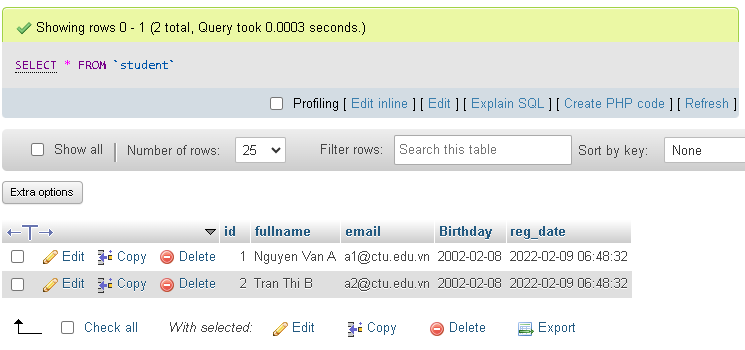 Showing rows 0 - 1 (2 total, Query took 0.0003 seconds.)
SELECT * FROM `student`
Profiling [ Edit inline ] [ Edit ] [ Explain SQL ] [ Create PHP code ] [ Refresh ]
Show all | Number of rows: 25 Filter rows: Search this table Sort by key: None
Extra options
←T→ id fullname email Birthday reg_date
Edit Copy Delete 1 Nguyen Van A a1@ctu.edu.vn 2002-02-08 2022-02-09 06:48:32
Edit Copy Delete 2 Tran Thi B a2@ctu.edu.vn 2002-02-08 2022-02-09 06:48:32
Check all With selected: Edit Copy Delete Export